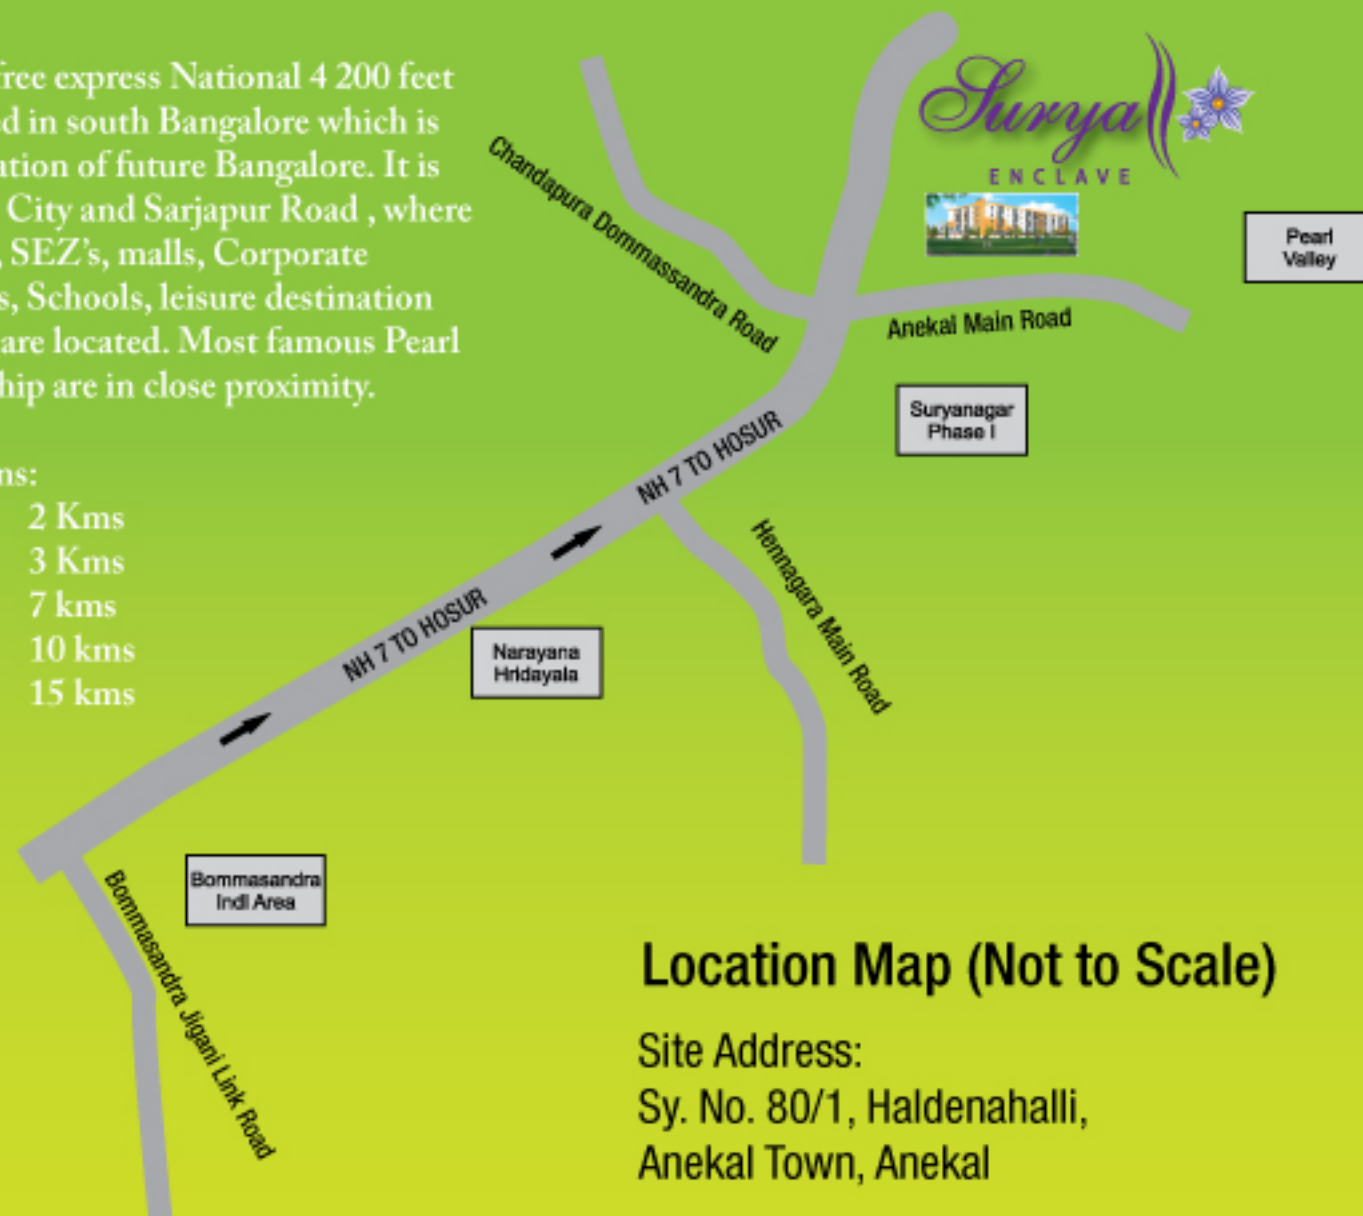 free express National 4 200 feet
ed in south Bangalore which is
ation of future Bangalore. It is
City and Sarjapur Road , where
, SEZ’s, malls, Corporate
s, Schools, leisure destination
are located. Most famous Pearl
hip are in close proximity.
ns:
2 Kms
3 Kms
7 kms
10 kms
15 kms
Surya
ENCLAVE
Chandapura Dommassandra Road
Pearl
Valley
Anekal Main Road
Suryanagar
Phase I
NH 7 TO HOSUR
Hennagara Main Road
NH 7 TO HOSUR
Narayana
Hridayala
Bommasandra
Indl Area
Bommasandra Jigani Link Road
Location Map (Not to Scale)
Site Address:
Sy. No. 80/1, Haldenahalli,
Anekal Town, Anekal